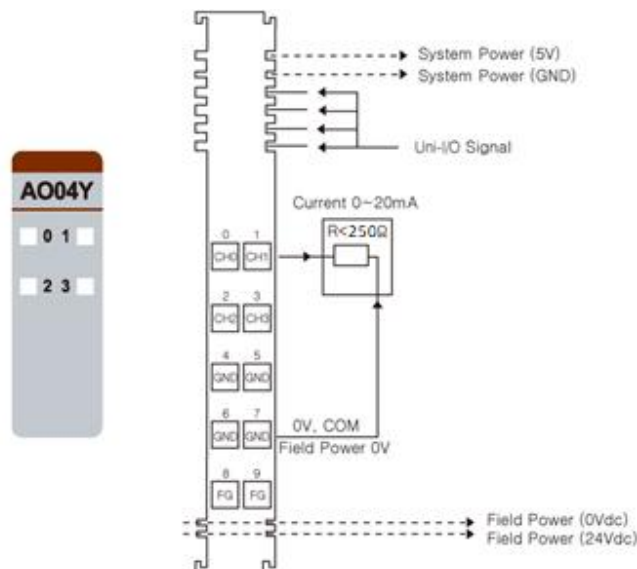 System Power (5V)
System Power (GND)
Uni-I/O Signal
AO04Y
0 1
2 3
Current 0~20mA
R<250Ω
0 1
CH0 CH1
2 3
CH2 CH3
4 5
GND GND
6 7
GND GND
0V, COM
Field Power 0V
8 9
FG FG
Field Power (0Vdc)
Field Power (24Vdc)